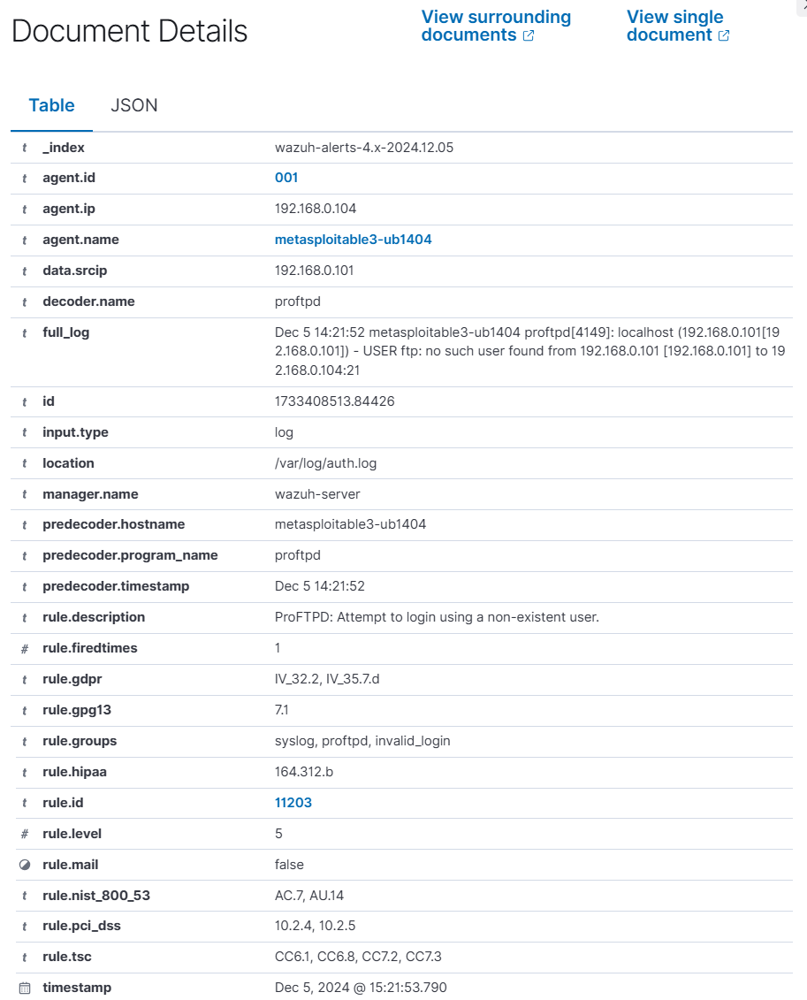 Document Details
View surrounding
documents
View single
document
Table
JSON
t _index wazuh-alerts-4.x-2024.12.05
t agent.id 001
t agent.ip 192.168.0.104
t agent.name metasploitable3-ub1404
t data.srcip 192.168.0.101
t decoder.name proftpd
t full_log Dec 5 14:21:52 metasploitable3-ub1404 proftpd[4149]: localhost (192.168.0.101[19
2.168.0.101]) - USER ftp: no such user found from 192.168.0.101 [192.168.0.101] to 19
2.168.0.104:21
t id 1733408513.84426
t input.type log
t location /var/log/auth.log
t manager.name wazuh-server
t predecoder.hostname metasploitable3-ub1404
t predecoder.program_name proftpd
t predecoder.timestamp Dec 5 14:21:52
t rule.description ProFTPD: Attempt to login using a non-existent user.
# rule.firedtimes 1
t rule.gdpr IV_32.2, IV_35.7.d
t rule.gpg13 7.1
t rule.groups syslog, proftpd, invalid_login
t rule.hipaa 164.312.b
t rule.id 11203
# rule.level 5
rule.mail false
t rule.nist_800_53 AC.7, AU.14
t rule.pci_dss 10.2.4, 10.2.5
t rule.tsc CC6.1, CC6.8, CC7.2, CC7.3
timestamp Dec 5, 2024 @ 15:21:53.790